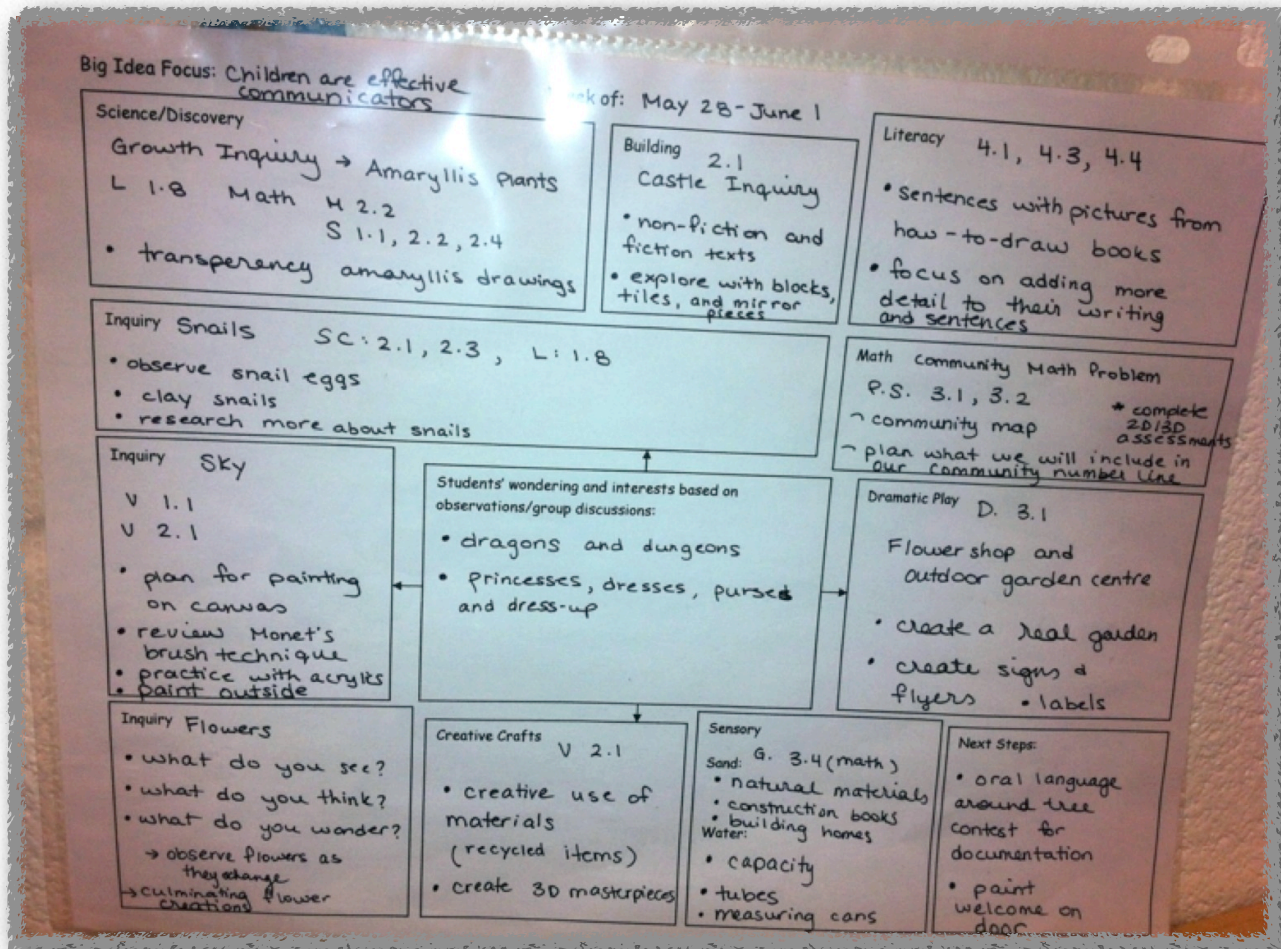 Big Idea Focus: Children are effective
communicators
of: May 28-June 1
Science/Discovery
Growth Inquiry → Amaryllis Plants
L 1.8 Math M 2.2
S 1.1, 2.2, 2.4
• transperency amaryllis drawings
Building 2.1
Castle Inquiry
• non-fiction and
fiction texts
• explore with blocks,
tiles, and mirror
pieces
Literacy 4.1, 4.3, 4.4
• sentences with pictures from
how-to-draw books
• focus on adding more
detail to their writing
and sentences
Inquiry Snails SC: 2.1, 2.3, L: 1.8
• observe snail eggs
• clay snails
• research more about snails
Math Community Math Problem
P.S. 3.1, 3.2
* complete
2D/3D
assessments
¬ community map
¬ plan what we will include in
our community number line
Inquiry Sky
V 1.1
V 2.1
• plan for painting
on canvas
• review Monet's
brush technique
• practice with acrylics
• paint outside
Students' wondering and interests based on
observations/group discussions:
• dragons and dungeons
• princesses, dresses, purses
and dress-up
Dramatic Play D. 3.1
Flower shop and
outdoor garden centre
• create a real garden
• create signs &
flyers • labels
Inquiry Flowers
• what do you see?
• what do you think?
• what do you wonder?
→ observe flowers as
they change
→ culminating flower
creations
Creative Crafts V 2.1
• creative use of
materials
(recycled items)
• create 3D masterpieces
Sensory
Sand: G. 3.4 (math)
• natural materials
• construction books
• building homes
Water:
• capacity
• tubes
• measuring cans
Next Steps:
• oral language
around tree
contest for
documentation
• paint
welcome on
door